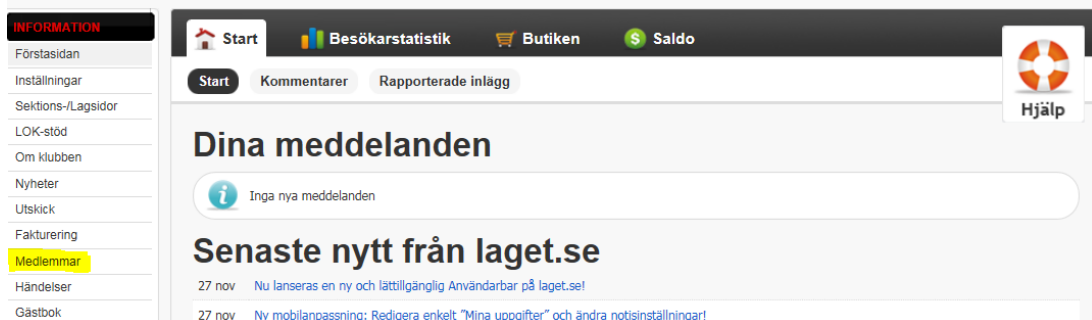 INFORMATION
Förstasidan
Inställningar
Sektions-/Lagsidor
LOK-stöd
Om klubben
Nyheter
Utskick
Fakturering
Medlemmar
Händelser
Gästbok
Start
Besökarstatistik
Butiken
Saldo
Start
Kommentarer
Rapporterade inlägg
Hjälp
Dina meddelanden
Inga nya meddelanden
Senaste nytt från laget.se
27 nov Nu lanseras en ny och lättillgänglig Användarbar på laget.se!
27 nov Ny mobilanpassning: Redigera enkelt "Mina uppgifter" och ändra notisinställningar!